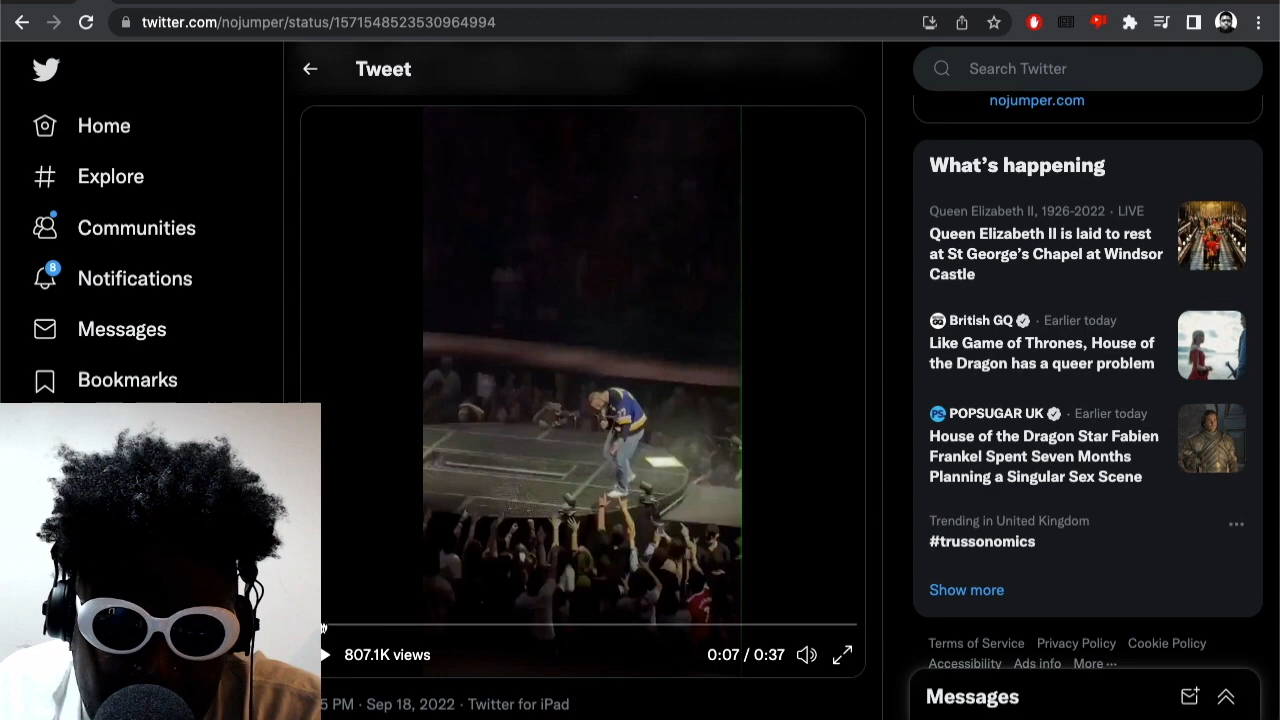 twitter.com/nojumper/status/1571548523530964994
Home
Explore
Communities
8
Notifications
Messages
Bookmarks
Tweet
807.1K views
0:07 / 0:37
5 PM · Sep 18, 2022 · Twitter for iPad
Search Twitter
nojumper.com
What's happening
Queen Elizabeth II, 1926-2022 · LIVE
Queen Elizabeth II is laid to rest
at St George's Chapel at Windsor
Castle
British GQ · Earlier today
Like Game of Thrones, House of
the Dragon has a queer problem
PS POPSUGAR UK · Earlier today
House of the Dragon Star Fabien
Frankel Spent Seven Months
Planning a Singular Sex Scene
Trending in United Kingdom
#trussonomics
Show more
Terms of Service Privacy Policy Cookie Policy
Accessibility Ads info More ···
Messages